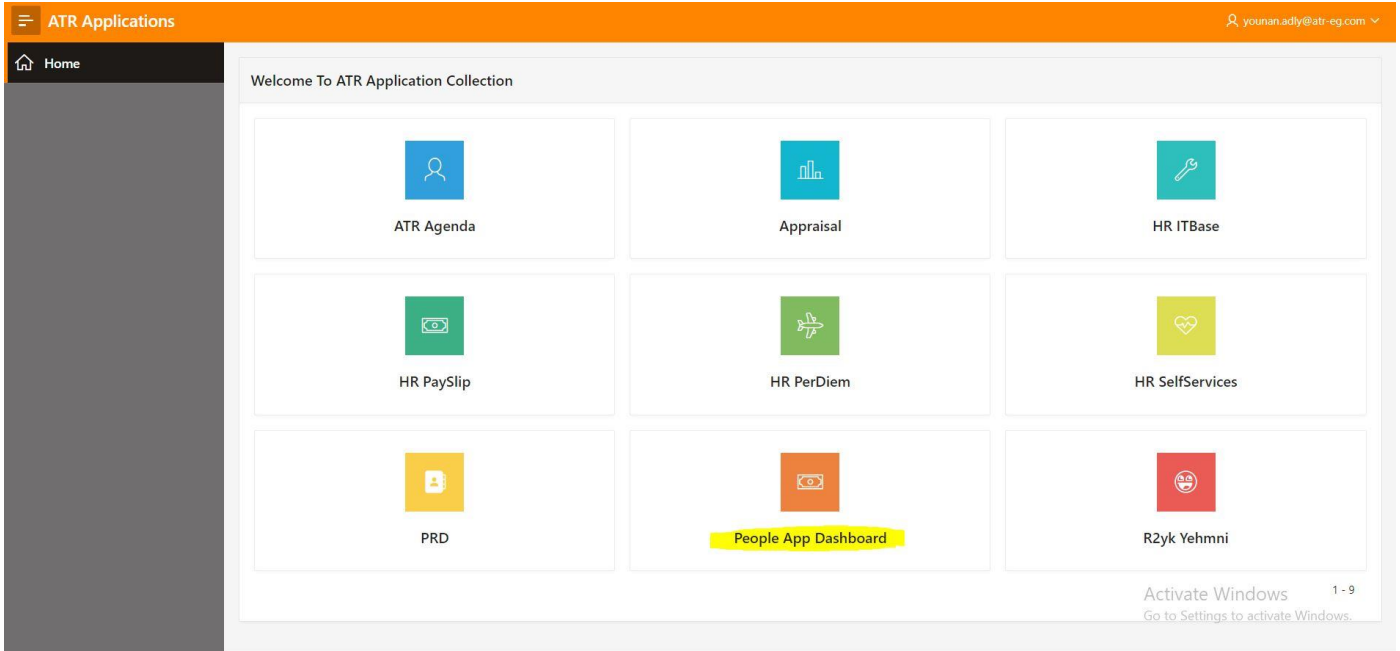 ATR Applications
younan.adly@atr-eg.com
Home
Welcome To ATR Application Collection
ATR Agenda
Appraisal
HR ITBase
HR PaySlip
HR PerDiem
HR SelfServices
PRD
People App Dashboard
R2yk Yehmni
1 - 9
Activate Windows
Go to Settings to activate Windows.